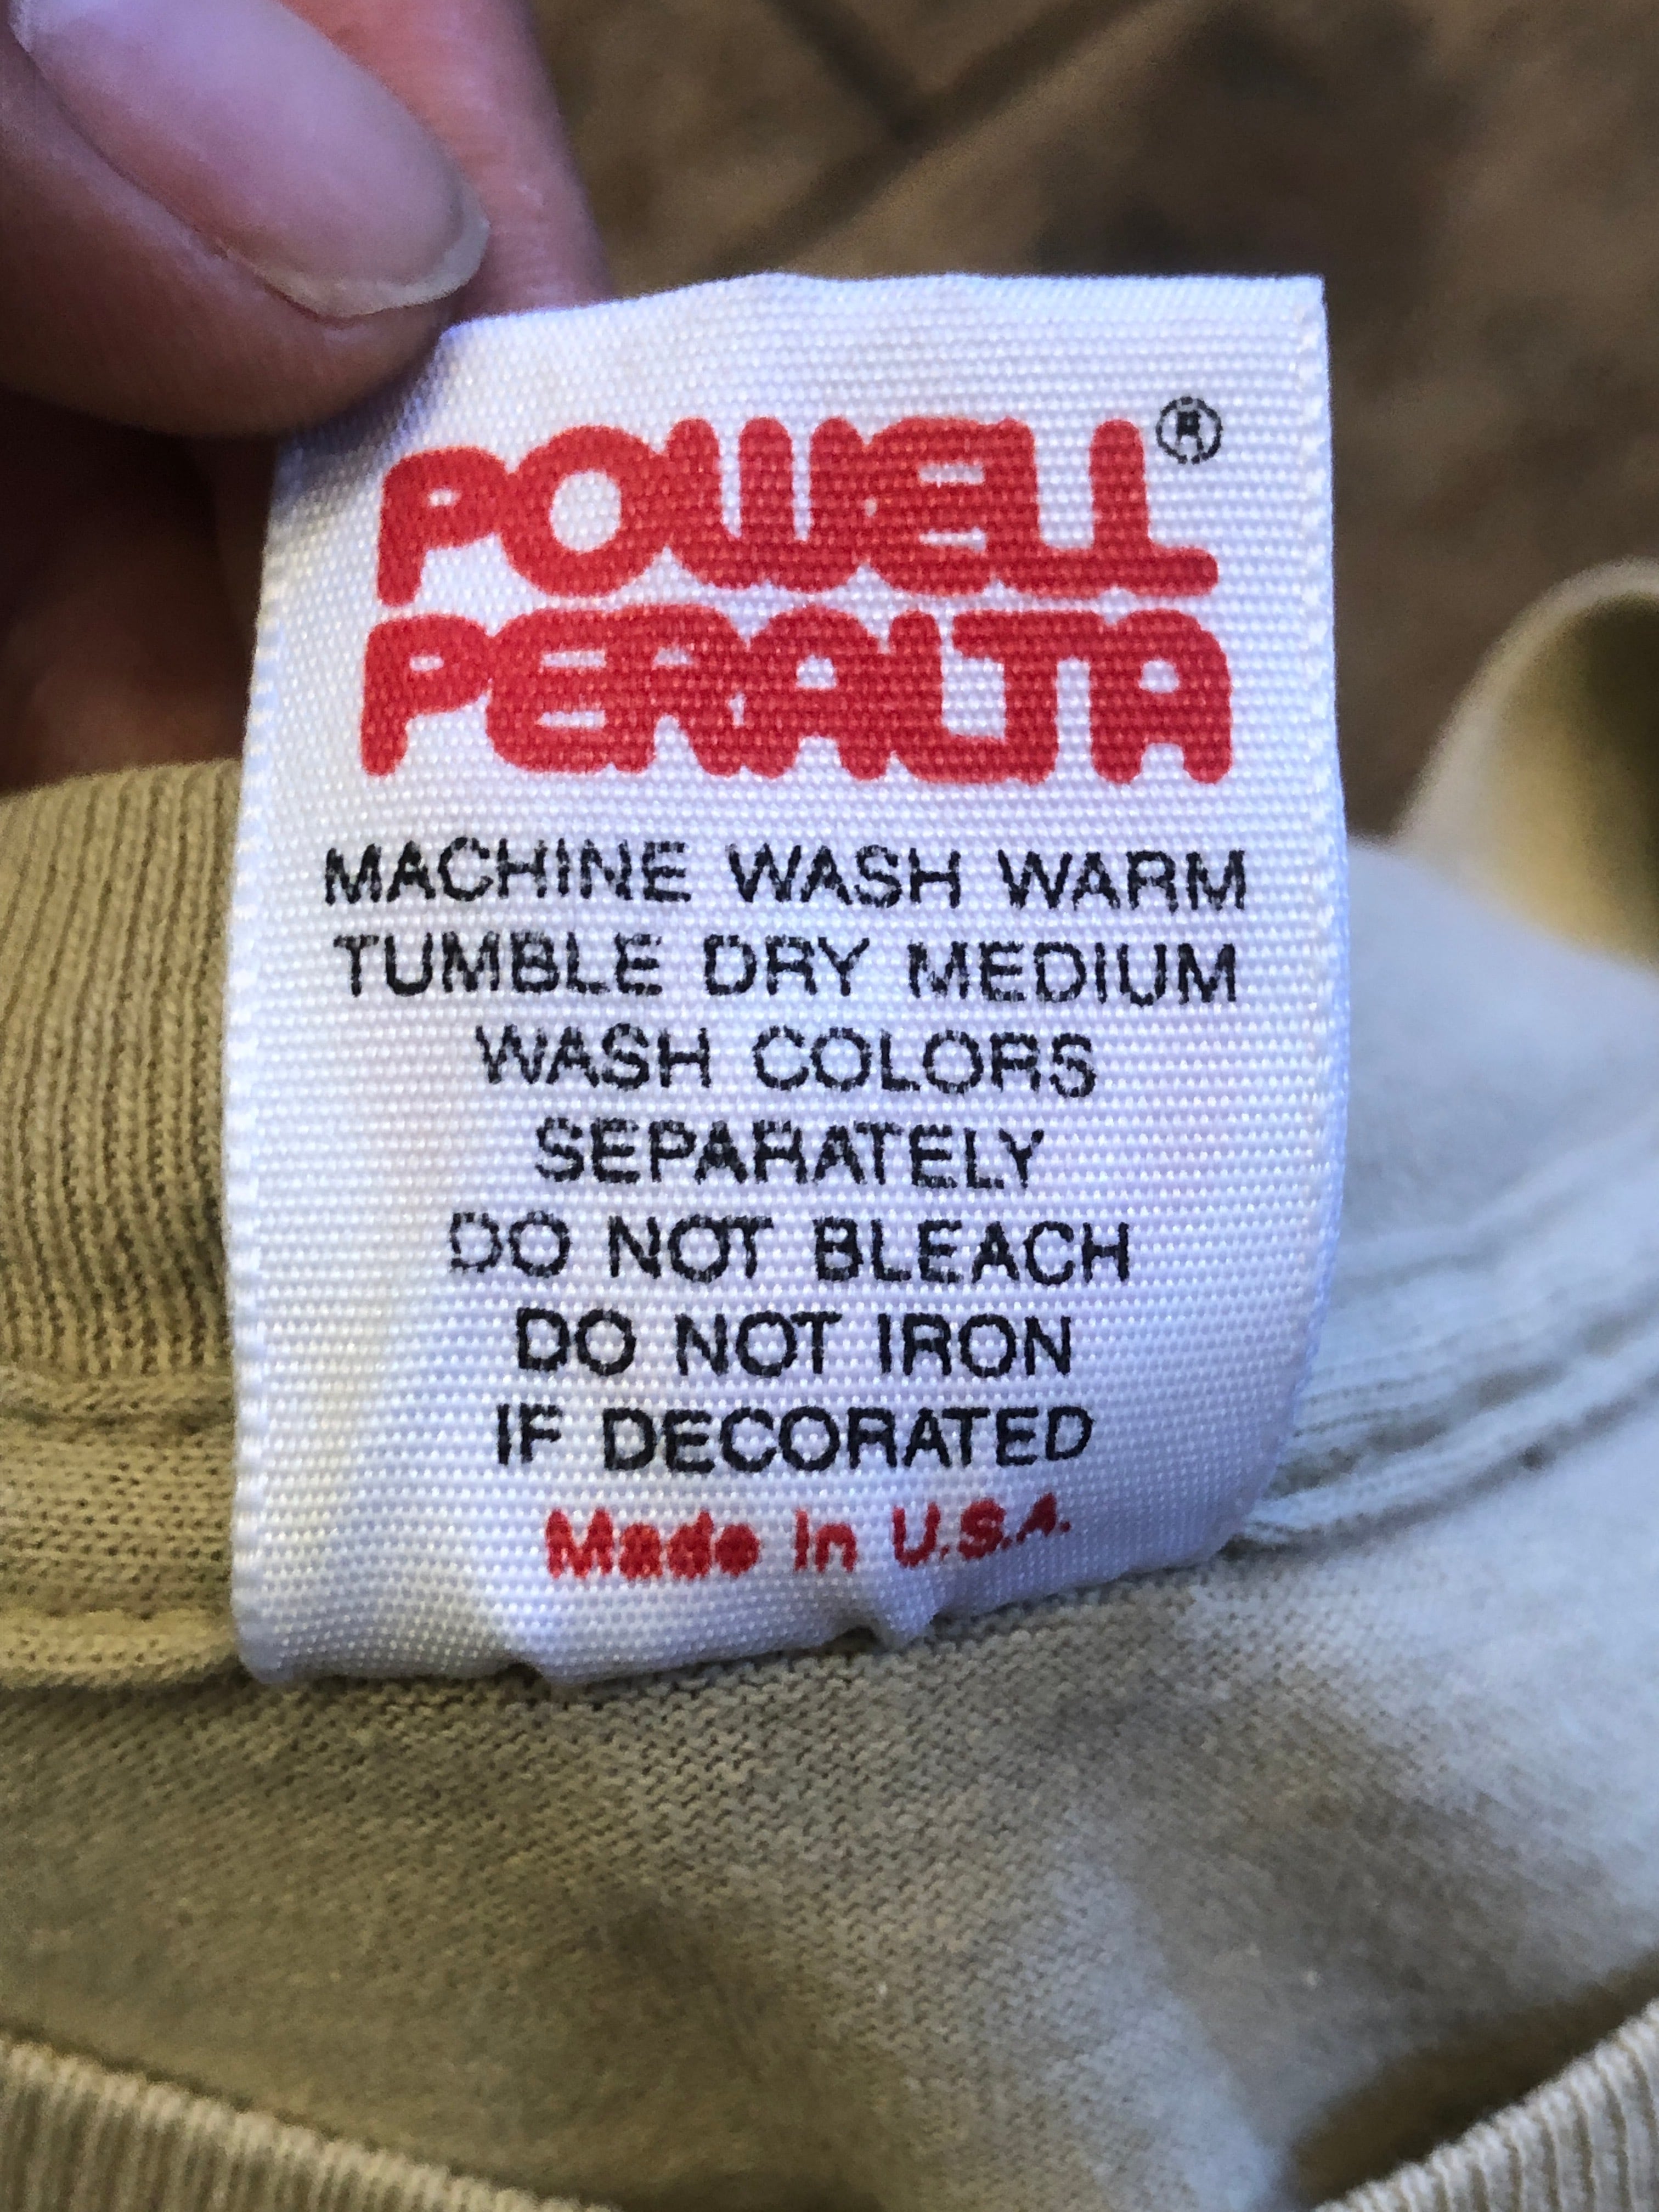 POWELL®
PERALTA
MACHINE WASH WARM
TUMBLE DRY MEDIUM
WASH COLORS
SEPARATELY
DO NOT BLEACH
DO NOT IRON
IF DECORATED
Made in U.S.A.